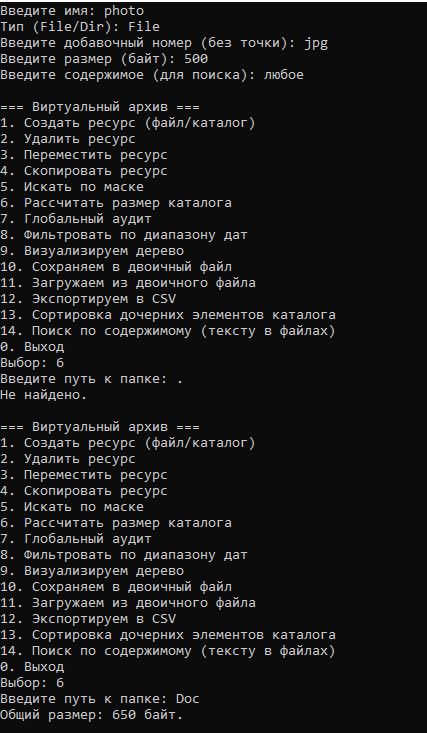 Введите имя: photo
Тип (File/Dir): File
Введите добавочный номер (без точки): jpg
Введите размер (байт): 500
Введите содержимое (для поиска): любое

=== Виртуальный архив ===
1. Создать ресурс (файл/каталог)
2. Удалить ресурс
3. Переместить ресурс
4. Скопировать ресурс
5. Искать по маске
6. Рассчитать размер каталога
7. Глобальный аудит
8. Фильтровать по диапазону дат
9. Визуализируем дерево
10. Сохраняем в двоичный файл
11. Загружаем из двоичного файла
12. Экспортируем в CSV
13. Сортировка дочерних элементов каталога
14. Поиск по содержимому (тексту в файлах)
0. Выход
Выбор: 6
Введите путь к папке: .
Не найдено.

=== Виртуальный архив ===
1. Создать ресурс (файл/каталог)
2. Удалить ресурс
3. Переместить ресурс
4. Скопировать ресурс
5. Искать по маске
6. Рассчитать размер каталога
7. Глобальный аудит
8. Фильтровать по диапазону дат
9. Визуализируем дерево
10. Сохраняем в двоичный файл
11. Загружаем из двоичного файла
12. Экспортируем в CSV
13. Сортировка дочерних элементов каталога
14. Поиск по содержимому (тексту в файлах)
0. Выход
Выбор: 6
Введите путь к папке: Doc
Общий размер: 650 байт.